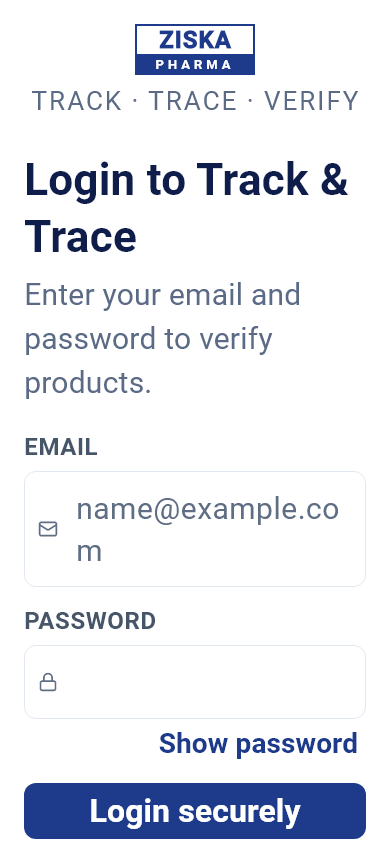 ZISKA
PHARMA
TRACK · TRACE · VERIFY
Login to Track &
Trace
Enter your email and
password to verify
products.
EMAIL
name@example.co
m
PASSWORD
Show password
Login securely